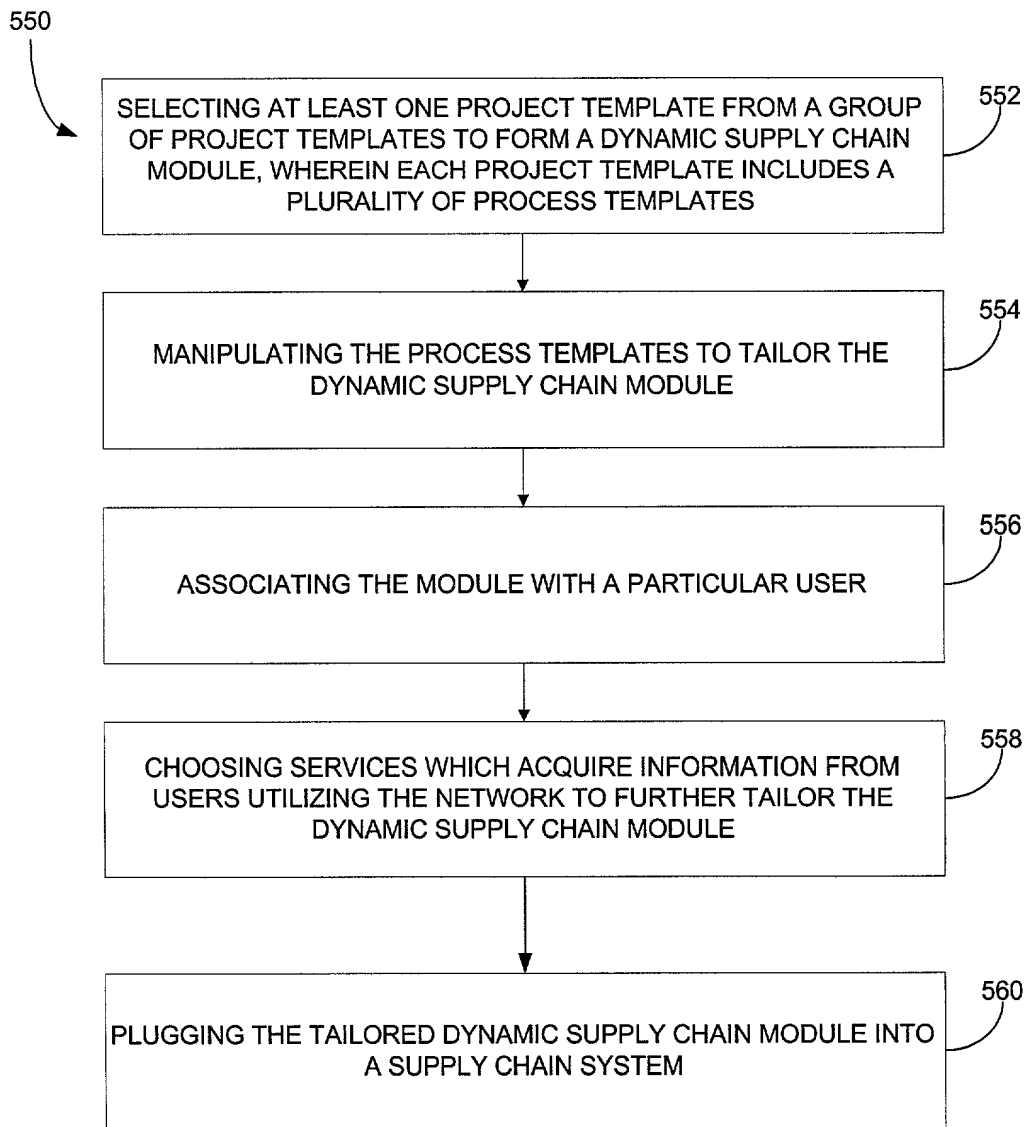 550
SELECTING AT LEAST ONE PROJECT TEMPLATE FROM A GROUP
OF PROJECT TEMPLATES TO FORM A DYNAMIC SUPPLY CHAIN
MODULE, WHEREIN EACH PROJECT TEMPLATE INCLUDES A
PLURALITY OF PROCESS TEMPLATES
552
MANIPULATING THE PROCESS TEMPLATES TO TAILOR THE
DYNAMIC SUPPLY CHAIN MODULE
554
ASSOCIATING THE MODULE WITH A PARTICULAR USER
556
CHOOSING SERVICES WHICH ACQUIRE INFORMATION FROM
USERS UTILIZING THE NETWORK TO FURTHER TAILOR THE
DYNAMIC SUPPLY CHAIN MODULE
558
PLUGGING THE TAILORED DYNAMIC SUPPLY CHAIN MODULE INTO
A SUPPLY CHAIN SYSTEM
560